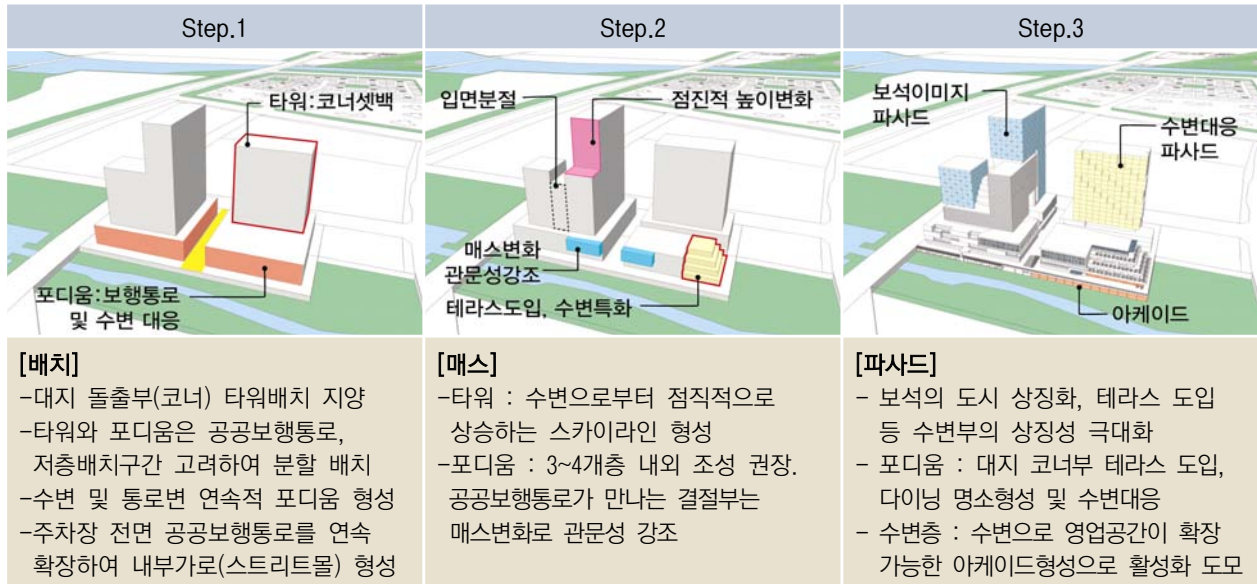 Step.1
타워:코너셋백
포디움:보행통로
및 수변 대응
[배치]
-대지 돌출부(코너) 타워배치 지양
-타워와 포디움은 공공보행통로,
저층배치구간 고려하여 분할 배치
-수변 및 통로변 연속적 포디움 형성
-주차장 전면 공공보행통로를 연속
확장하여 내부가로(스트리트몰) 형성
Step.2
입면분절
점진적 높이변화
매스변화
관문성강조
테라스도입, 수변특화
[매스]
-타워 : 수변으로부터 점직적으로
상승하는 스카이라인 형성
-포디움 : 3~4개층 내외 조성 권장.
공공보행통로가 만나는 결절부는
매스변화로 관문성 강조
Step.3
보석이미지
파사드
수변대응
파사드
아케이드
[파사드]
- 보석의 도시 상징화, 테라스 도입
등 수변부의 상징성 극대화
- 포디움 : 대지 코너부 테라스 도입,
다이닝 명소형성 및 수변대응
- 수변층 : 수변으로 영업공간이 확장
가능한 아케이드형성으로 활성화 도모